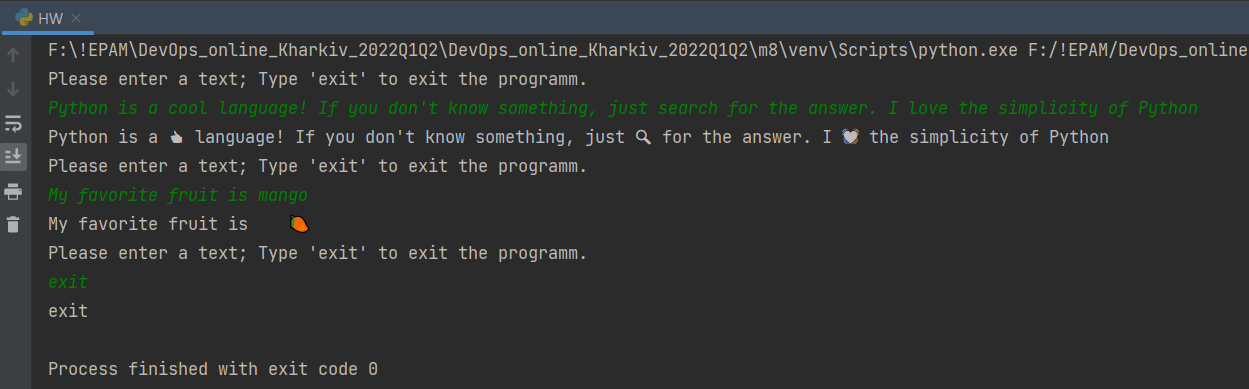 HW
F:\!EPAM\DevOps_online_Kharkiv_2022Q1Q2\DevOps_online_Kharkiv_2022Q1Q2\m8\venv\Scripts\python.exe F:/!EPAM/DevOps_online
Please enter a text; Type 'exit' to exit the programm.
Python is a cool language! If you don't know something, just search for the answer. I love the simplicity of Python
Python is a 👍 language! If you don't know something, just 🔍 for the answer. I 💟 the simplicity of Python
Please enter a text; Type 'exit' to exit the programm.
My favorite fruit is mango
My favorite fruit is 🥭
Please enter a text; Type 'exit' to exit the programm.
exit
exit
Process finished with exit code 0